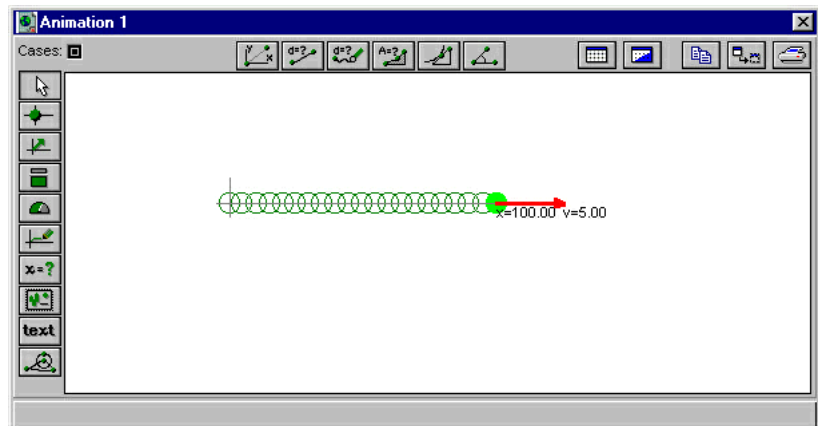 Animation 1
Cases:
y x d=? d=? A=?
x=?
text
x=100.00 v=5.00